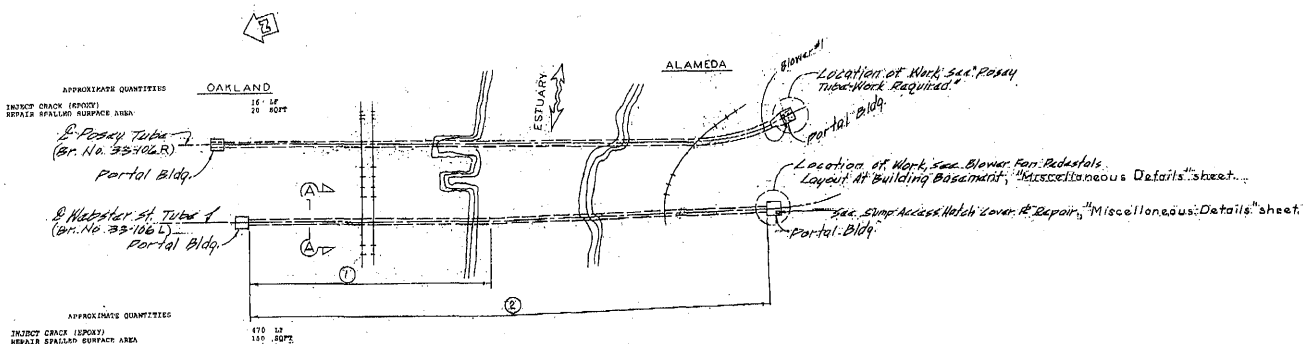 Z
OAKLAND
ALAMEDA
ESTUARY
Blower #1
APPROXIMATE QUANTITIES
INJECT CRACK (EPOXY) 16 LF
REPAIR SPALLED SURFACE AREA 20 SQFT
Location of Work, see "Posey
Tube-Work Required."
Portal Bldg.
℄ Posey Tube
(Br. No. 33-106R)
Portal Bldg.
Location of Work, see Blower Fan Pedestals
Layout At Building Basement, "Miscellaneous Details" sheet.
See Sump Access Hatch Cover & Repair, "Miscellaneous Details" sheet.
Portal Bldg.
A
A
℄ Webster St. Tube
(Br. No. 33-106L)
Portal Bldg.
1
2
APPROXIMATE QUANTITIES
INJECT CRACK (EPOXY) 470 LF
REPAIR SPALLED SURFACE AREA 150 SQFT